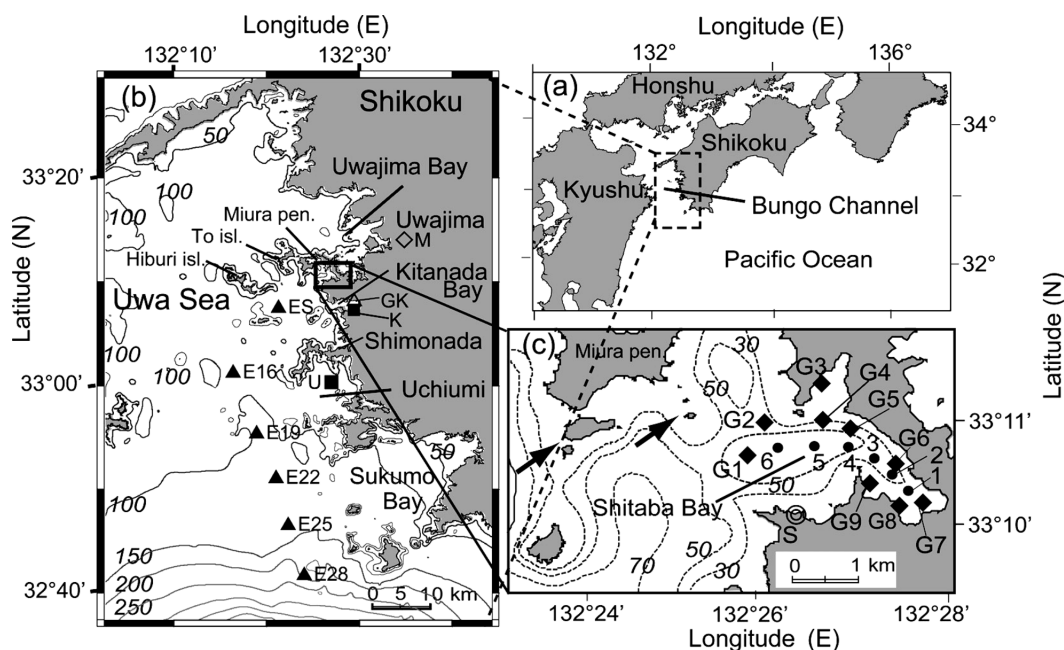 Longitude (E)
132°10’
132°30’
Longitude (E)
132°
136°
(b)
Shikoku
50
Uwajima Bay
33°20’
100
100
Miura pen.
To isl.
Hiburi isl.
Uwajima
M
Kitanada
Bay
GK
K
Uwa Sea
ES
Shimonada
100
33°00’
100
E16
U
Uchiumi
E19
50
E22
Sukumo
Bay
100
E25
150
200
250
E28
32°40’
0 5 10 km
Latitude (N)
(a)
Honshu
Shikoku
Kyushu
Bungo Channel
Pacific Ocean
34°
32°
Latitude (N)
(c)
Miura pen.
30
50
G3
G4
G5
G2
G6
3
2
1
G1
6
5
4
50
Shitaba Bay
G9
G8
G7
S
50
70
30
0 1 km
33°11’
33°10’
132°24’
132°26’
132°28’
Longitude (E)